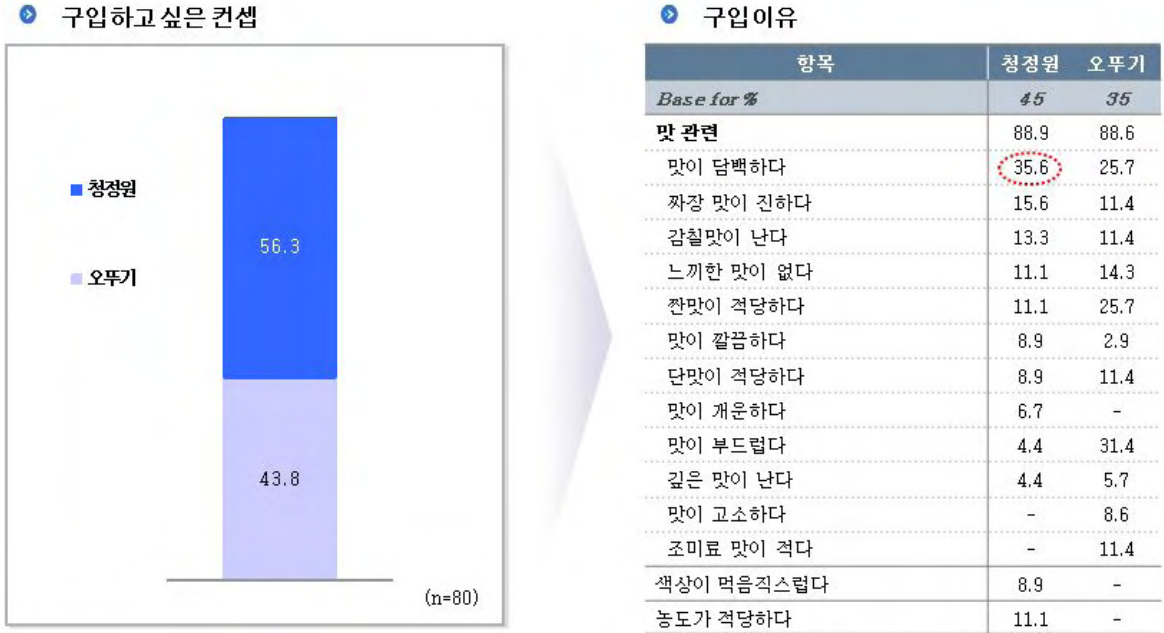 구입하고 싶은 컨셉
청정원
오뚜기
56.3
43.8
(n=80)
구입이유
항목 청정원 오뚜기
Base for % 45 35
맛 관련 88.9 88.6
맛이 담백하다 35.6 25.7
짜장 맛이 진하다 15.6 11.4
감칠맛이 난다 13.3 11.4
느끼한 맛이 없다 11.1 14.3
짠맛이 적당하다 11.1 25.7
맛이 깔끔하다 8.9 2.9
단맛이 적당하다 8.9 11.4
맛이 개운하다 6.7 -
맛이 부드럽다 4.4 31.4
깊은 맛이 난다 4.4 5.7
맛이 고소하다 - 8.6
조미료 맛이 적다 - 11.4
색상이 먹음직스럽다 8.9 -
농도가 적당하다 11.1 -